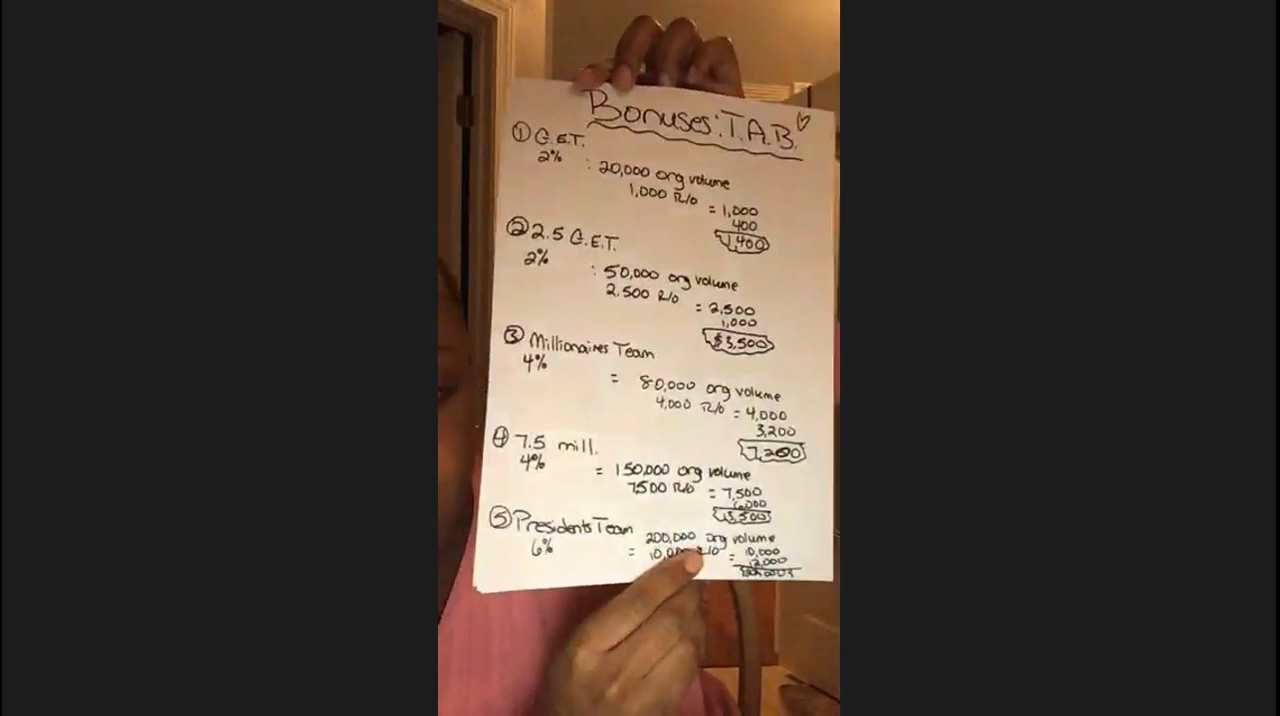 Bonuses: T.A.B.
① G.E.T.
2%
: 20,000 org volume
1,000 R/o = 1,000
400
1,400
② 2.5 G.E.T.
2%
: 50,000 org volume
2,500 R/o = 2,500
1,000
$3,500
③ Millionaires Team
4%
= 80,000 org volume
4,000 R/o = 4,000
3,200
7,200
④ 7.5 mill.
4%
= 150,000 org volume
7,500 R/o = 7,500
6,000
13,500
⑤ Presidents Team
6%
200,000 org volume
= R/o = 10,000
12,000